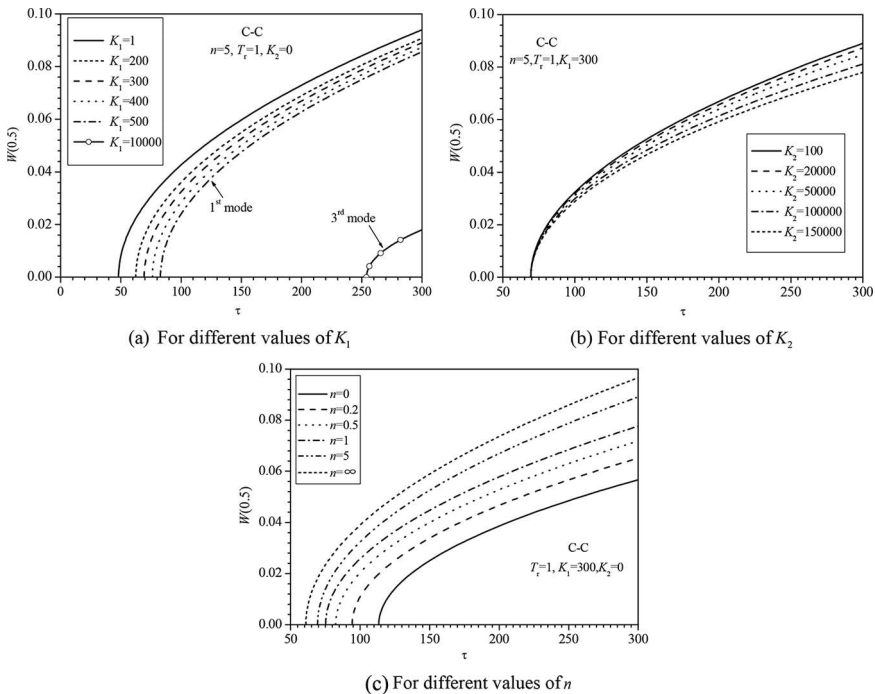 C-C
n=5, Tr=1, K2=0
K1=1
K1=200
K1=300
K1=400
K1=500
K1=10000
1st mode
3rd mode
W(0.5)
0.10
0.08
0.06
0.04
0.02
0.00
0 50 100 150 200 250 300
τ
(a) For different values of K1
C-C
n=5,Tr=1,K1=300
K2=100
K2=20000
K2=50000
K2=100000
K2=150000
W(0.5)
0.10
0.08
0.06
0.04
0.02
0.00
50 100 150 200 250 300
τ
(b) For different values of K2
n=0
n=0.2
n=0.5
n=1
n=5
n=∞
C-C
Tr=1, K1=300,K2=0
W(0.5)
0.10
0.08
0.06
0.04
0.02
0.00
50 100 150 200 250 300
τ
(c) For different values of n